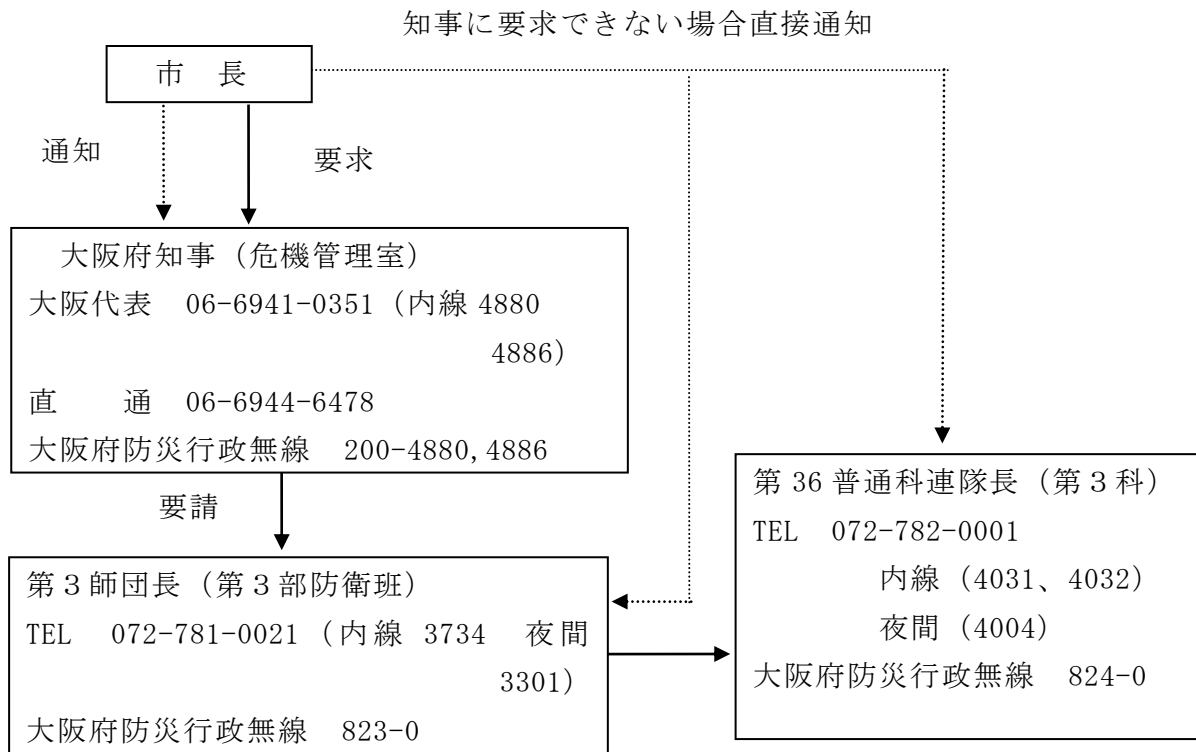 知事に要求できない場合直接通知
市　長
通知
要求
大阪府知事（危機管理室）
大阪代表　06-6941-0351（内線 4880
4886）
直　　通　06-6944-6478
大阪府防災行政無線　200-4880,4886
要請
第３師団長（第３部防衛班）
TEL　072-781-0021（内線 3734　夜間
3301）
大阪府防災行政無線　823-0
第 36 普通科連隊長（第３科）
TEL　072-782-0001
内線（4031、4032）
夜間（4004）
大阪府防災行政無線　824-0